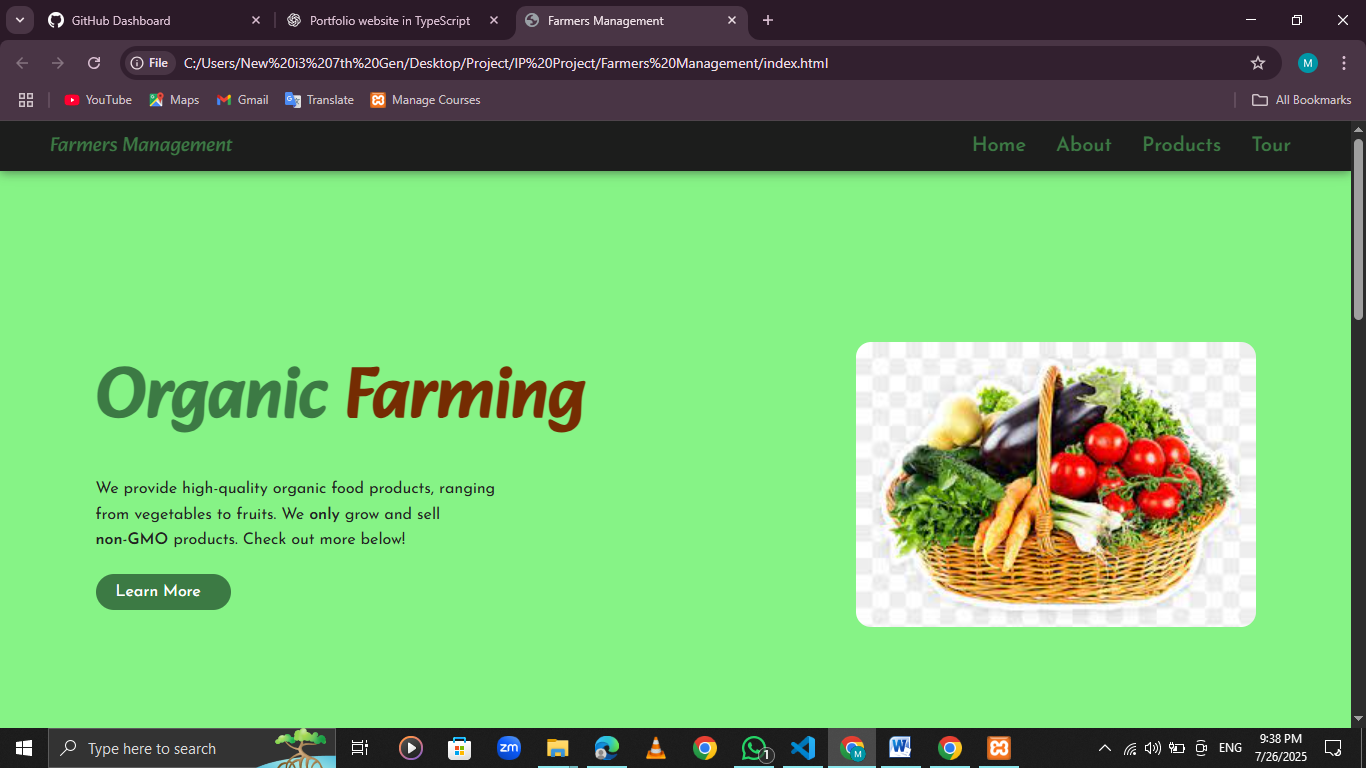 GitHub Dashboard
Portfolio website in TypeScript
Farmers Management
File
C:/Users/New%20i3%207th%20Gen/Desktop/Project/IP%20Project/Farmers%20Management/index.html
M
YouTube
Maps
Gmail
Translate
Manage Courses
All Bookmarks
Farmers Management
Home
About
Products
Tour
Organic Farming
We provide high-quality organic food products, ranging
from vegetables to fruits. We only grow and sell
non-GMO products. Check out more below!
Learn More
Type here to search
zm
1
M
W
ENG
9:38 PM
7/26/2025